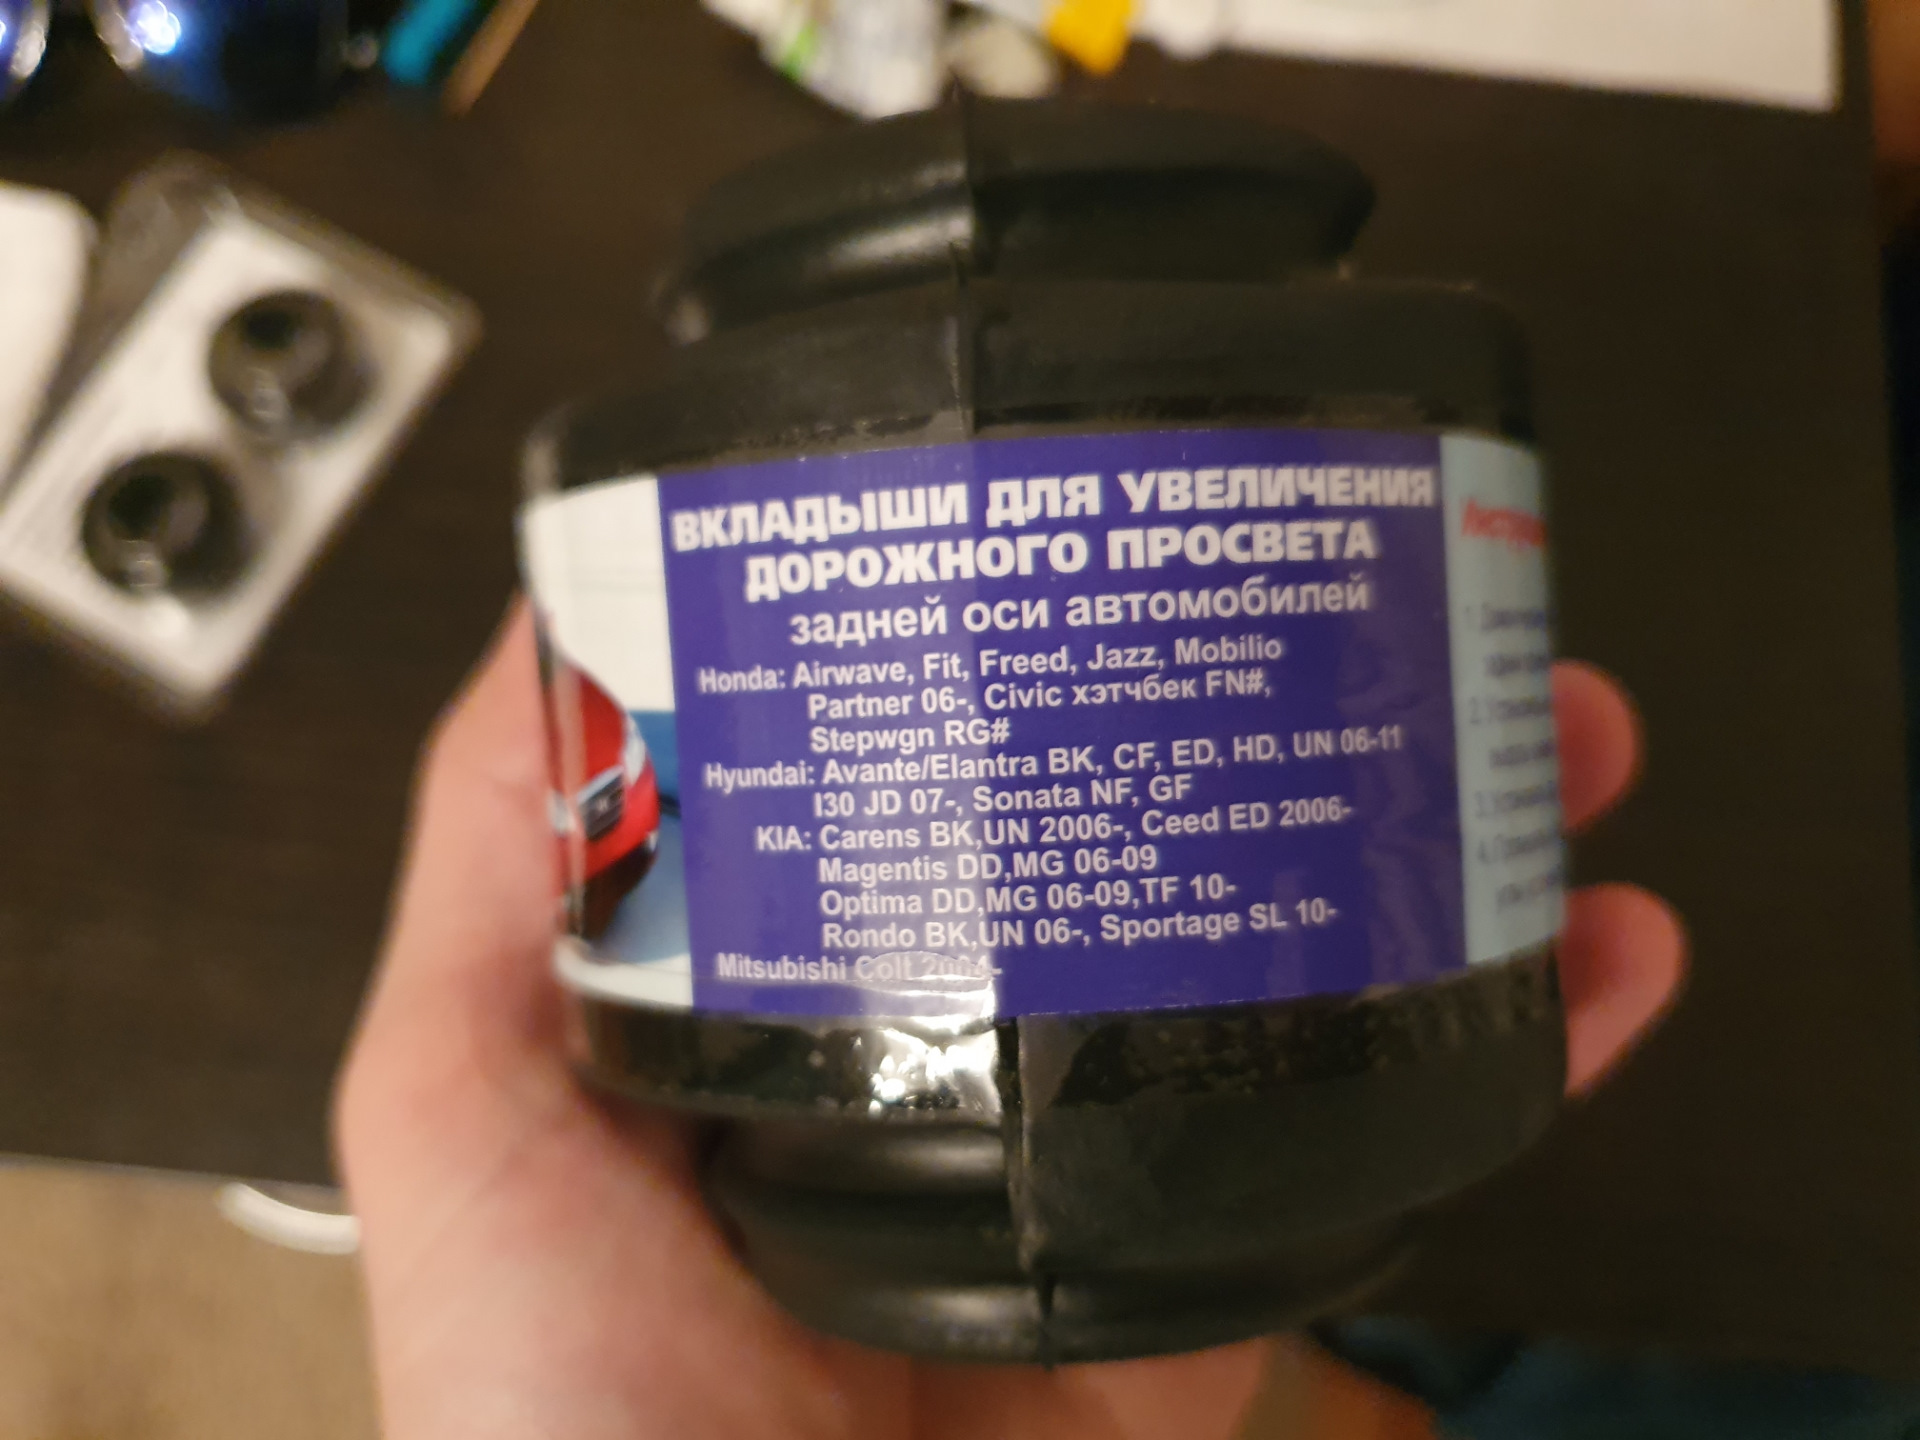 ВКЛАДЫШИ ДЛЯ УВЕЛИЧЕНИЯ
ДОРОЖНОГО ПРОСВЕТА
задней оси автомобилей
Honda: Airwave, Fit, Freed, Jazz, Mobilio
Partner 06-, Civic хэтчбек FN#,
Stepwgn RG#
Hyundai: Avante/Elantra BK, CF, ED, HD, UN 06-11
I30 JD 07-, Sonata NF, GF
KIA: Carens BK,UN 2006-, Ceed ED 2006-
Magentis DD,MG 06-09
Optima DD,MG 06-09,TF 10-
Rondo BK,UN 06-, Sportage SL 10-
Mitsubishi Colt 2004-